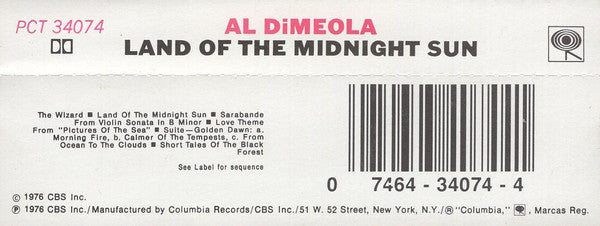 PCT 34074
AL DiMEOLA
LAND OF THE MIDNIGHT SUN
The Wizard ■ Land Of The Midnight Sun ■ Sarabande
From Violin Sonata In B Minor ■ Love Theme
From "Pictures Of The Sea" ■ Suite—Golden Dawn: a.
Morning Fire, b. Calmer Of The Tempests, c. From
Ocean To The Clouds ■ Short Tales Of The Black
Forest
See Label for sequence
0 7464 - 34074 - 4
© 1976 CBS Inc.
℗ 1976 CBS Inc./Manufactured by Columbia Records/CBS Inc./51 W. 52 Street, New York, N.Y./® "Columbia," , Marcas Reg.